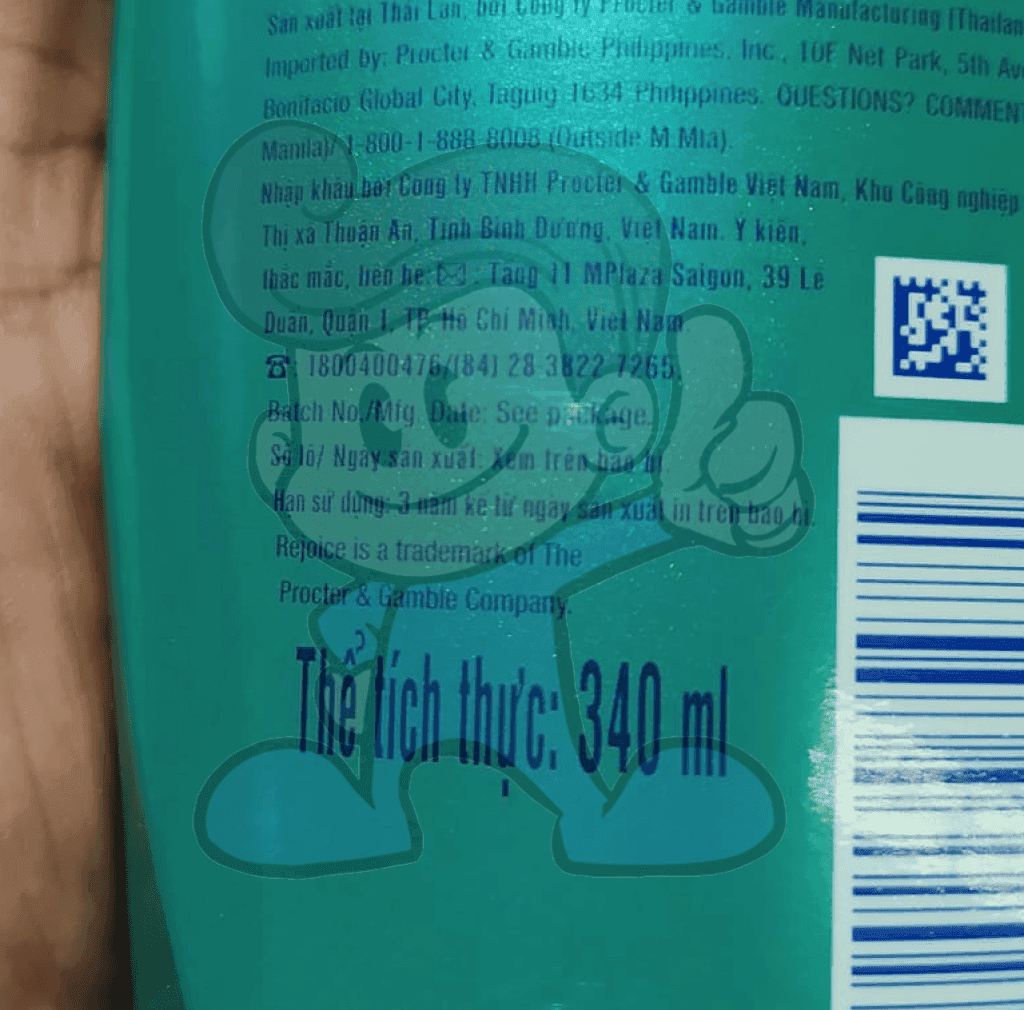 Sản xuất tại Thái Lan, bởi Công ty Procter & Gamble Manufacturing (Thailan
Imported by: Procter & Gamble Philippines, Inc., 10F Net Park, 5th Ave
Bonifacio Global City, Taguig 1634 Philippines. QUESTIONS? COMMENT
Manila)/ 1-800-1-888-8008 (Outside M Mla).
Nhập khẩu bởi Công ty TNHH Procter & Gamble Việt Nam, Khu Công nghiệp
Thị xã Thuận An, Tỉnh Bình Dương, Việt Nam. Ý kiến,
thắc mắc, liên hệ: ✉ : Tầng 11 MPlaza Saigon, 39 Lê
Duẩn, Quận 1, TP. Hồ Chí Minh, Việt Nam.
☎: 1800400476/(84) 28 3822 7265.
Batch No./Mfg. Date: See package.
Số lô/ Ngày sản xuất: Xem trên bao bì.
Hạn sử dụng: 3 năm kể từ ngày sản xuất in trên bao bì.
Rejoice is a trademark of The
Procter & Gamble Company.
Thể tích thực: 340 ml